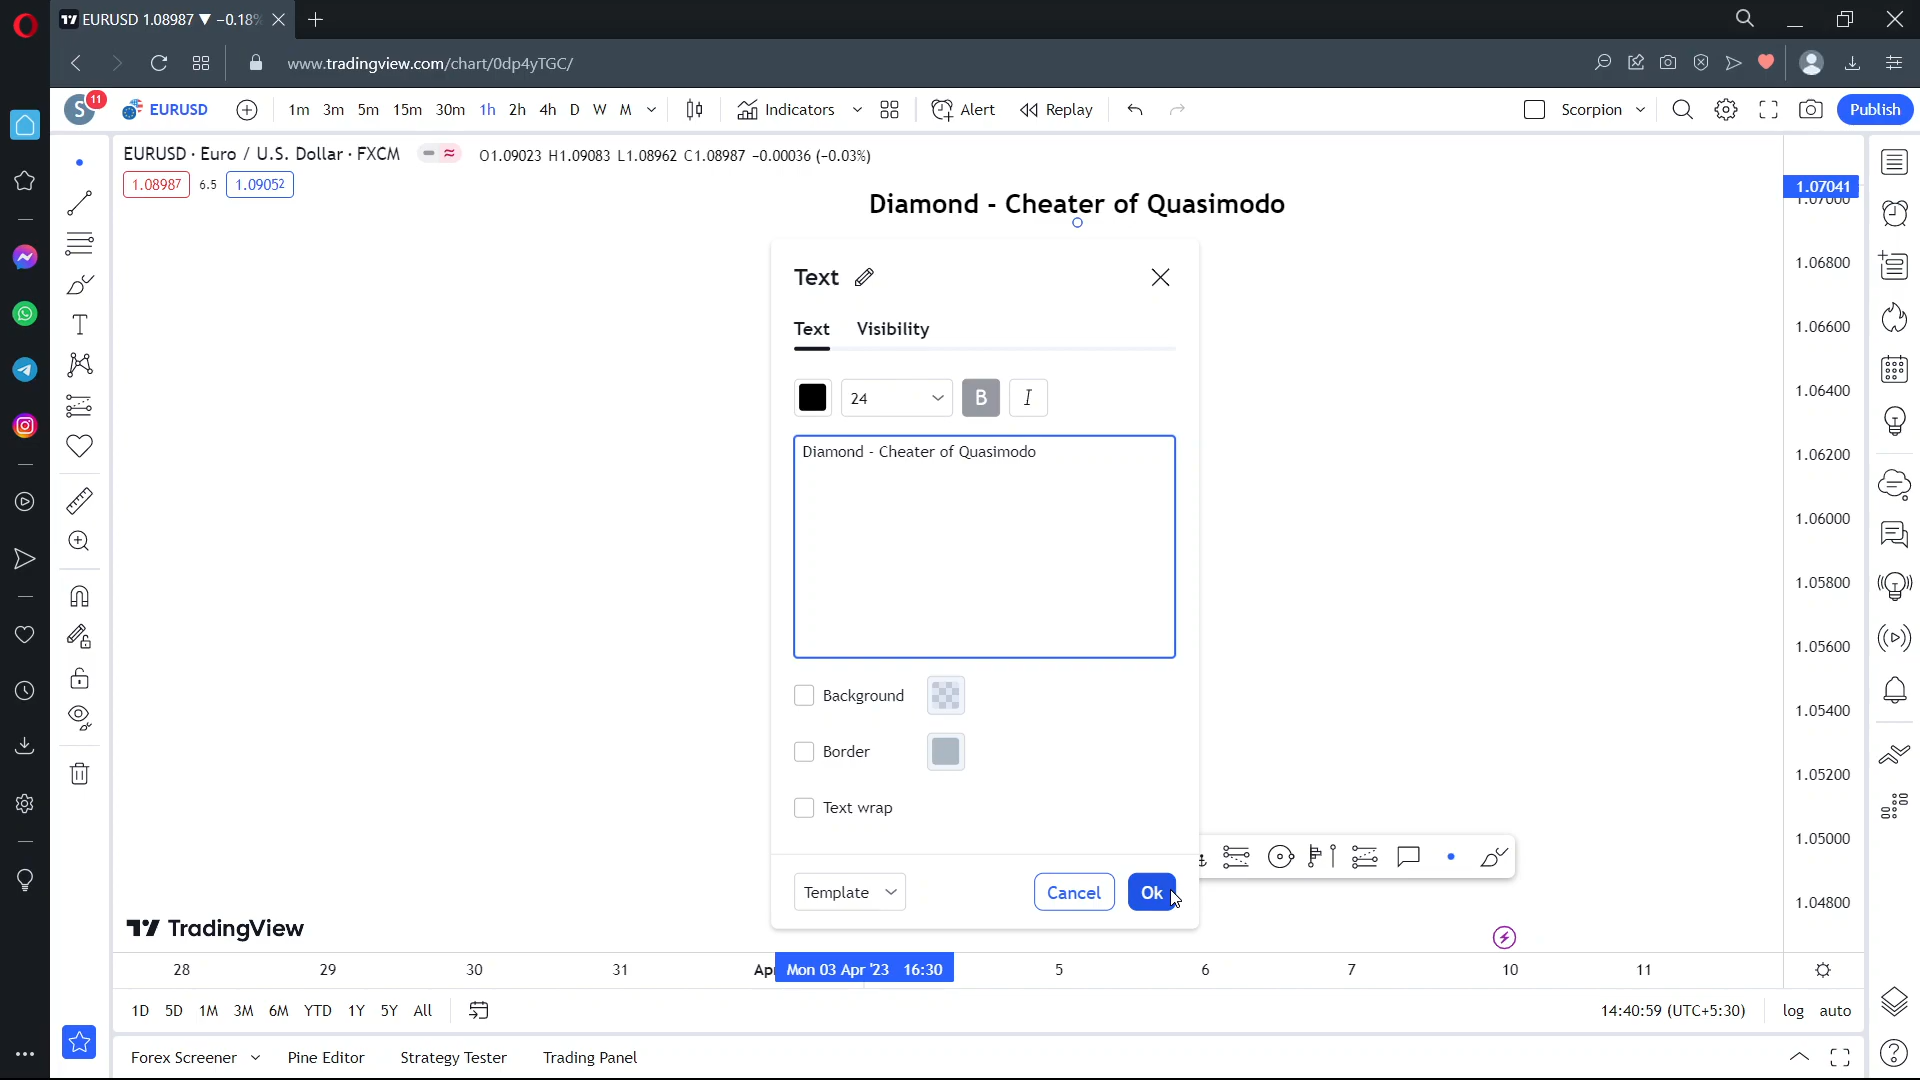 EURUSD 1.08987 ▼ −0.18%
www.tradingview.com/chart/0dp4yTGC/
S 11 EURUSD 1m 3m 5m 15m 30m 1h 2h 4h D W M Indicators Alert Replay Scorpion Publish
EURUSD · Euro / U.S. Dollar · FXCM O1.09023 H1.09083 L1.08962 C1.08987 −0.00036 (−0.03%)
1.08987 6.5 1.09052
Diamond - Cheater of Quasimodo
Text
Text Visibility
24 B I
Diamond - Cheater of Quasimodo
Background
Border
Text wrap
Template Cancel Ok
1.07041
1.06800
1.06600
1.06400
1.06200
1.06000
1.05800
1.05600
1.05400
1.05200
1.05000
1.04800
TradingView
28 29 30 31 Mon 03 Apr '23 16:30 5 6 7 10 11
1D 5D 1M 3M 6M YTD 1Y 5Y All 14:40:59 (UTC+5:30) log auto
Forex Screener Pine Editor Strategy Tester Trading Panel